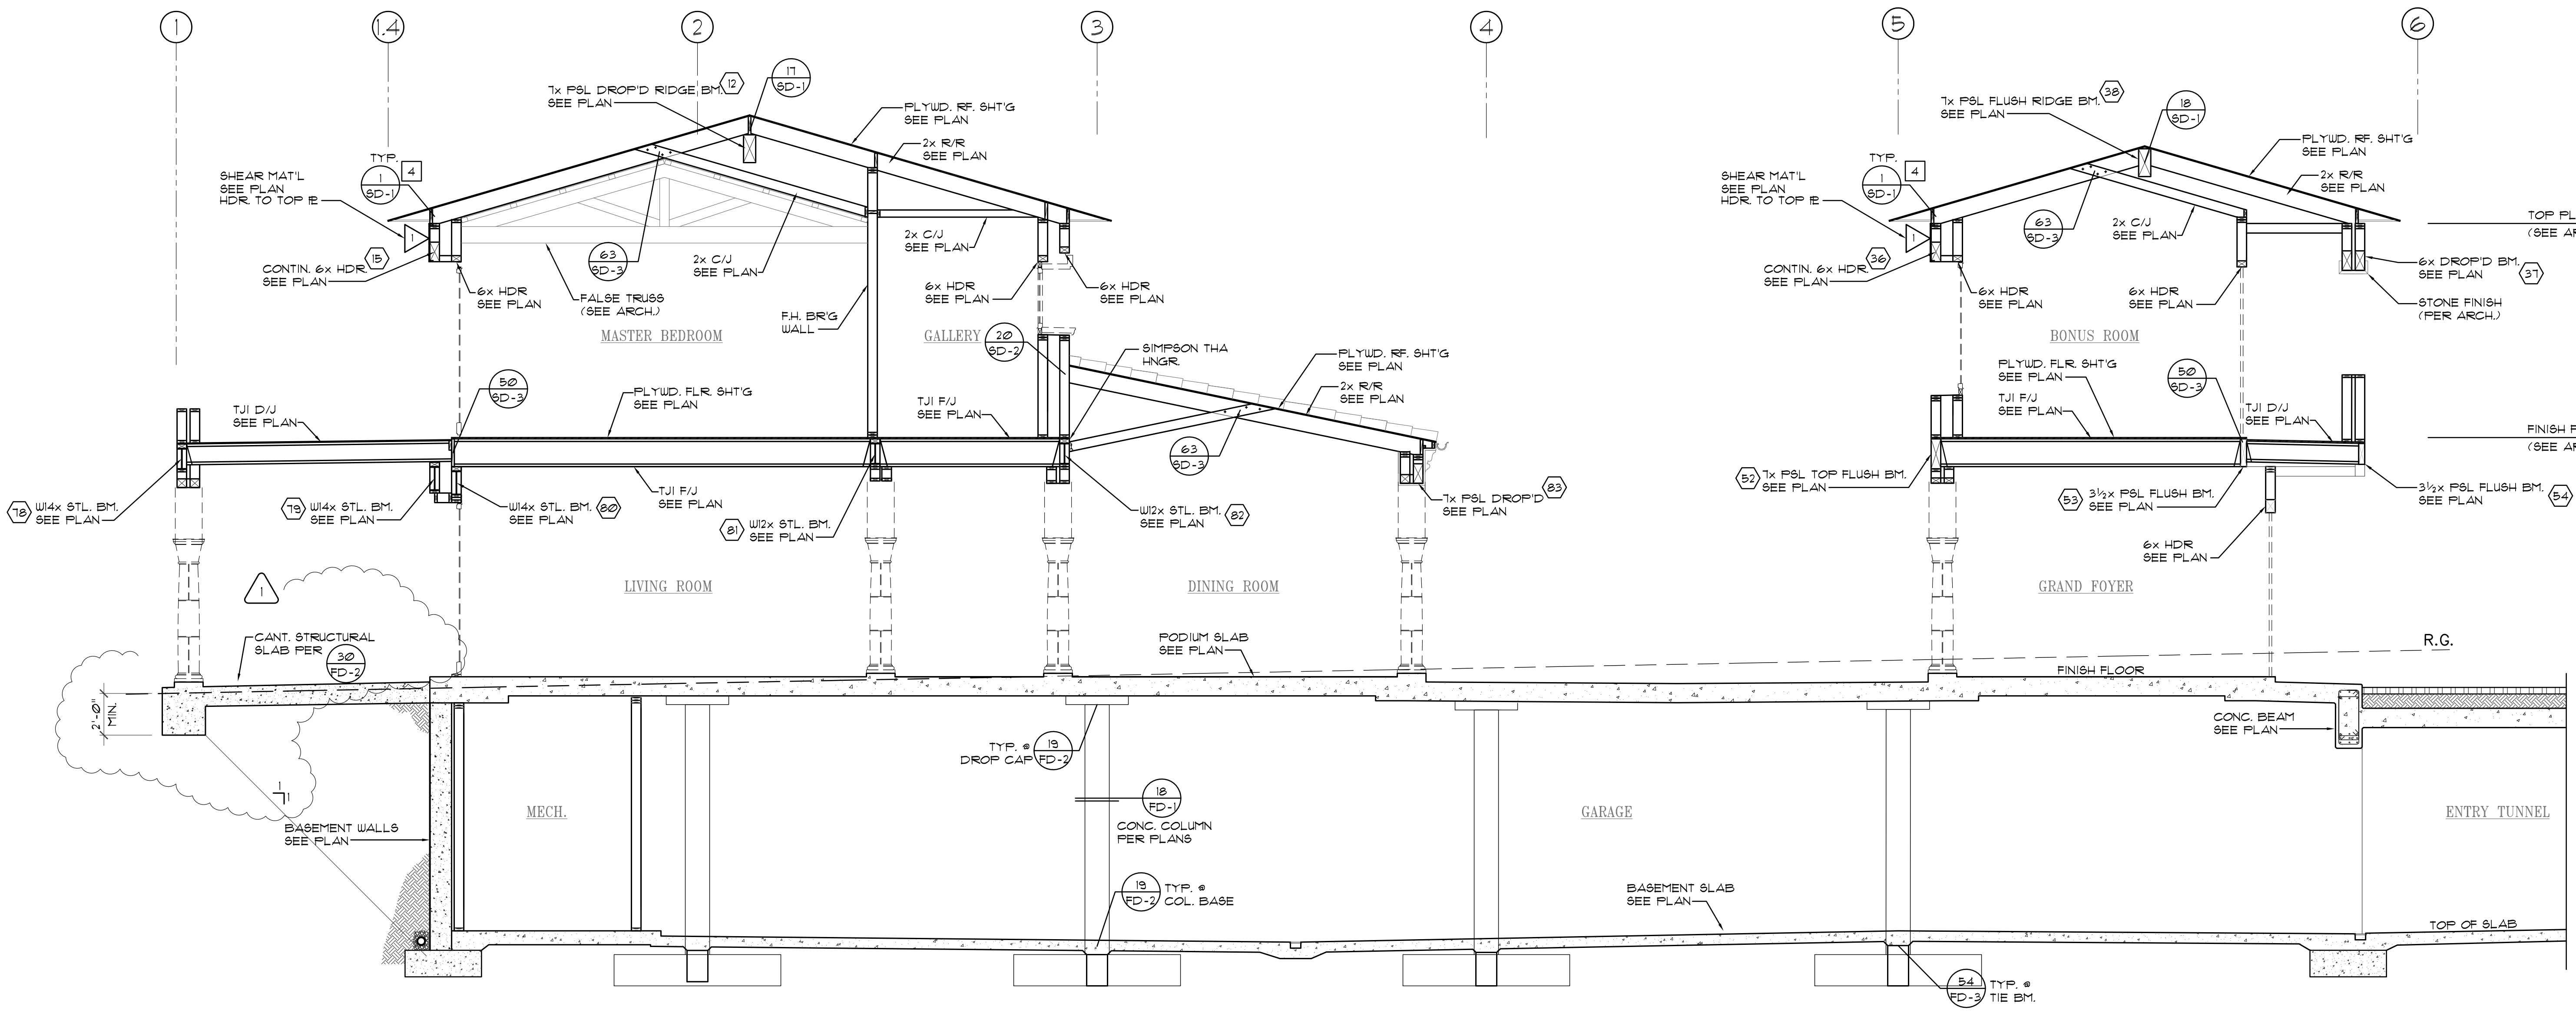 1
1.4
2
3
4
5
6
7x PSL DROP'D RIDGE BM.
SEE PLAN
12
17
SD-1
PLYWD. RF. SHT'G
SEE PLAN
2x R/R
SEE PLAN
TYP.
1
SD-1
4
SHEAR MAT'L
SEE PLAN
HDR. TO TOP PL
1
CONTIN. 6x HDR.
SEE PLAN
15
6x HDR
SEE PLAN
63
SD-3
FALSE TRUSS
(SEE ARCH.)
2x C/J
SEE PLAN
MASTER BEDROOM
F.H. BR'G
WALL
2x C/J
SEE PLAN
6x HDR
SEE PLAN
6x HDR
SEE PLAN
GALLERY
20
SD-2
SIMPSON THA
HNGR.
PLYWD. RF. SHT'G
SEE PLAN
2x R/R
SEE PLAN
7x PSL FLUSH RIDGE BM.
SEE PLAN
38
18
SD-1
PLYWD. RF. SHT'G
SEE PLAN
2x R/R
SEE PLAN
TYP.
1
SD-1
4
SHEAR MAT'L
SEE PLAN
HDR. TO TOP PL
1
CONTIN. 6x HDR.
SEE PLAN
36
63
SD-3
2x C/J
SEE PLAN
6x HDR
SEE PLAN
6x HDR
SEE PLAN
TOP PL
(SEE AR
6x DROP'D BM.
SEE PLAN
37
STONE FINISH
(PER ARCH.)
BONUS ROOM
TJI D/J
SEE PLAN
50
SD-3
PLYWD. FLR. SHT'G
SEE PLAN
TJI F/J
SEE PLAN
63
SD-3
PLYWD. FLR. SHT'G
SEE PLAN
TJI F/J
SEE PLAN
50
SD-3
TJI D/J
SEE PLAN
FINISH F
(SEE AR
78
W14x STL. BM.
SEE PLAN
79
W14x STL. BM.
SEE PLAN
W14x STL. BM.
SEE PLAN
80
TJI F/J
SEE PLAN
81
W12x STL. BM.
SEE PLAN
W12x STL. BM.
SEE PLAN
82
7x PSL DROP'D
SEE PLAN
83
52
7x PSL TOP FLUSH BM.
SEE PLAN
53
3½x PSL FLUSH BM.
SEE PLAN
3½x PSL FLUSH BM.
SEE PLAN
54
6x HDR
SEE PLAN
1
LIVING ROOM
DINING ROOM
GRAND FOYER
CANT. STRUCTURAL
SLAB PER
30
FD-2
PODIUM SLAB
SEE PLAN
R.G.
FINISH FLOOR
2'-0"
MIN.
CONC. BEAM
SEE PLAN
TYP. @
DROP CAP
19
FD-2
1
1
18
FD-1
CONC. COLUMN
PER PLANS
BASEMENT WALLS
SEE PLAN
MECH.
GARAGE
ENTRY TUNNEL
19
FD-2
TYP. @
COL. BASE
BASEMENT SLAB
SEE PLAN
TOP OF SLAB
54
FD-3
TYP. @
TIE BM.